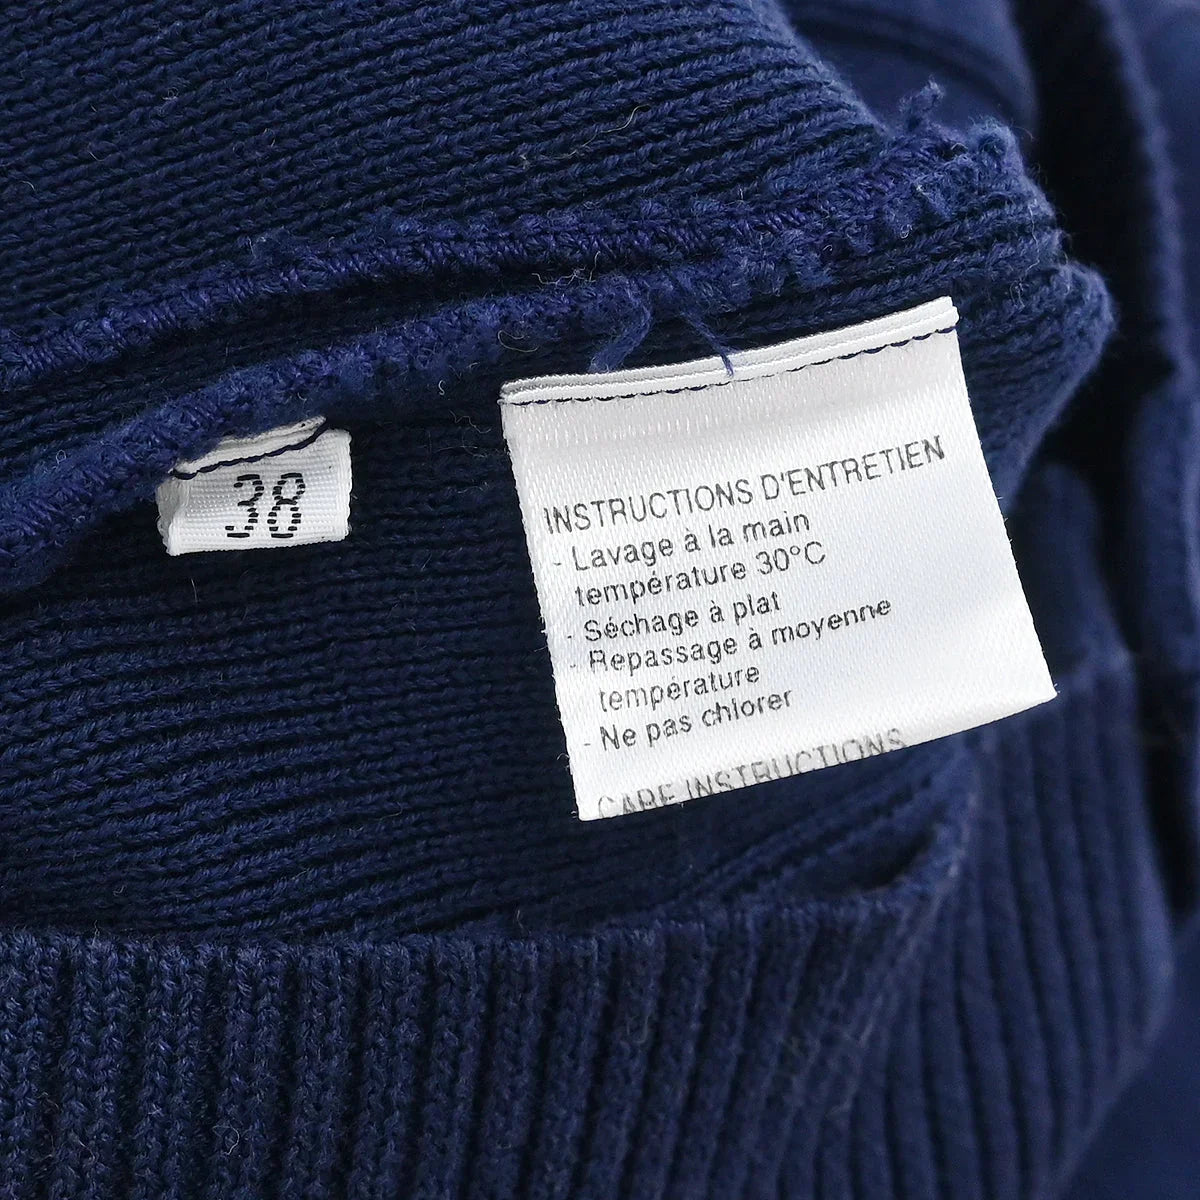 38
INSTRUCTIONS D'ENTRETIEN
- Lavage à la main
température 30°C
- Séchage à plat
- Repassage à moyenne
température
- Ne pas chlorer
CARE INSTRUCTIONS